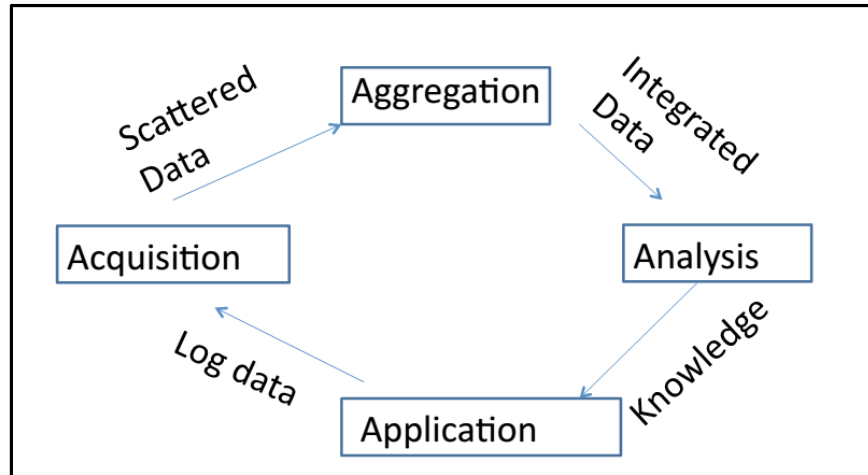 Scattered
Data
Aggregation
Integrated
Data
Acquisition
Analysis
Log data
Knowledge
Application